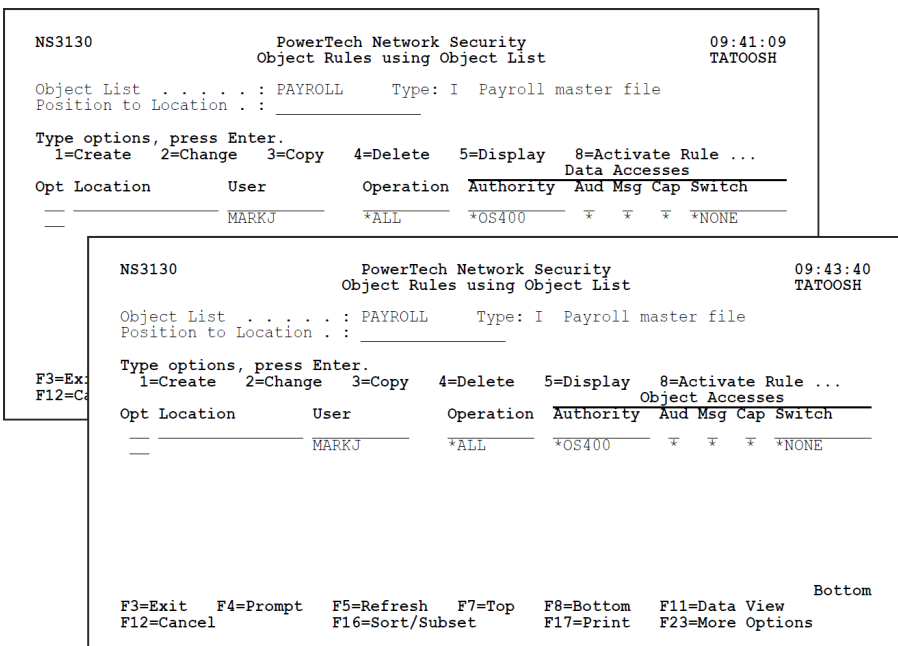 NS3130 PowerTech Network Security 09:41:09
Object Rules using Object List TATOOSH
Object List . . . . . : PAYROLL Type: I Payroll master file
Position to Location . :
Type options, press Enter.
1=Create 2=Change 3=Copy 4=Delete 5=Display 8=Activate Rule ...
Data Accesses
Opt Location User Operation Authority Aud Msg Cap Switch
MARKJ *ALL *OS400 * * * *NONE
F3=Ex
F12=Ca
NS3130 PowerTech Network Security 09:43:40
Object Rules using Object List TATOOSH
Object List . . . . . : PAYROLL Type: I Payroll master file
Position to Location . :
Type options, press Enter.
1=Create 2=Change 3=Copy 4=Delete 5=Display 8=Activate Rule ...
Object Accesses
Opt Location User Operation Authority Aud Msg Cap Switch
MARKJ *ALL *OS400 * * * *NONE
Bottom
F3=Exit F4=Prompt F5=Refresh F7=Top F8=Bottom F11=Data View
F12=Cancel F16=Sort/Subset F17=Print F23=More Options